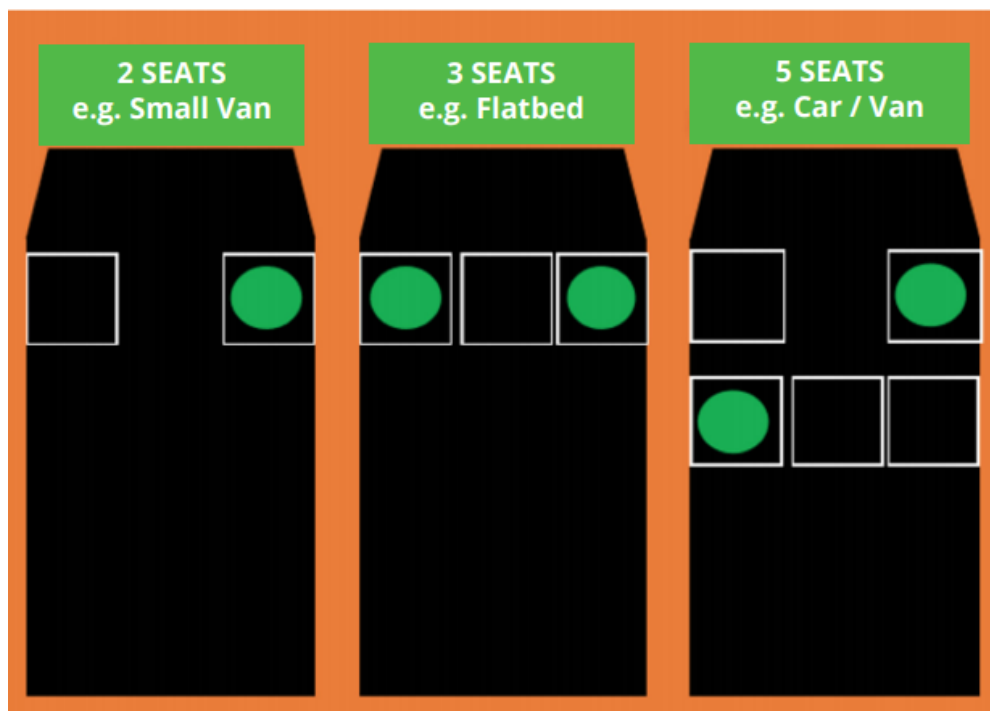 2 SEATS
e.g. Small Van
3 SEATS
e.g. Flatbed
5 SEATS
e.g. Car / Van